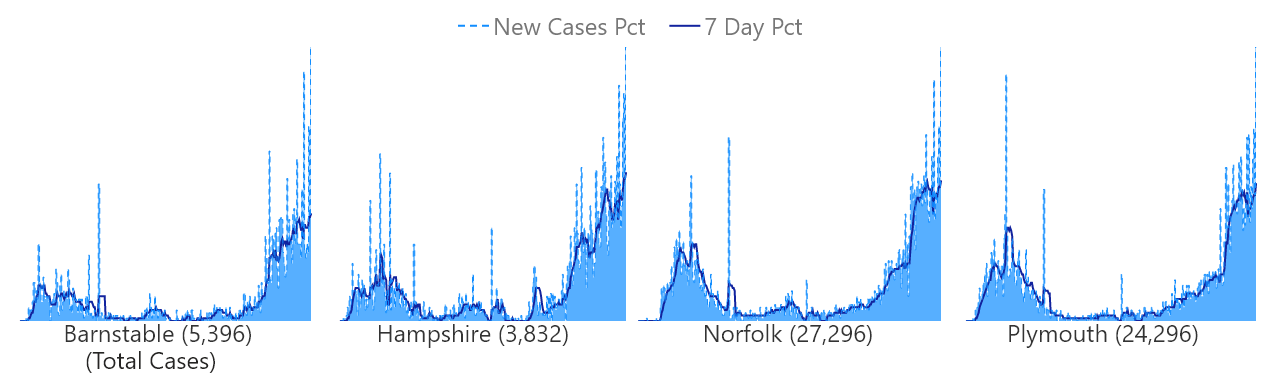 New Cases Pct 7 Day Pct
Barnstable (5,396) Hampshire (3,832) Norfolk (27,296) Plymouth (24,296)
(Total Cases)